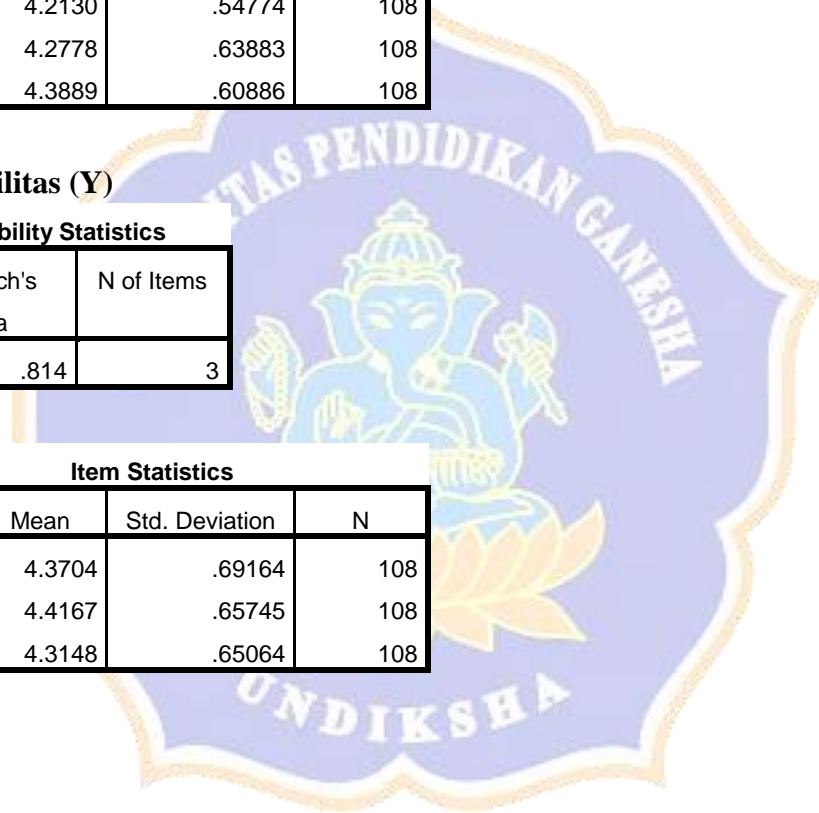 4.2130 .54774 108
4.2778 .63883 108
4.3889 .60886 108
ilitas (Y)
bility Statistics
ch's N of Items
a
.814 3
Item Statistics
Mean Std. Deviation N
4.3704 .69164 108
4.4167 .65745 108
4.3148 .65064 108
ITAS PENDIDIKAN GANESHA
UNDIKSHA